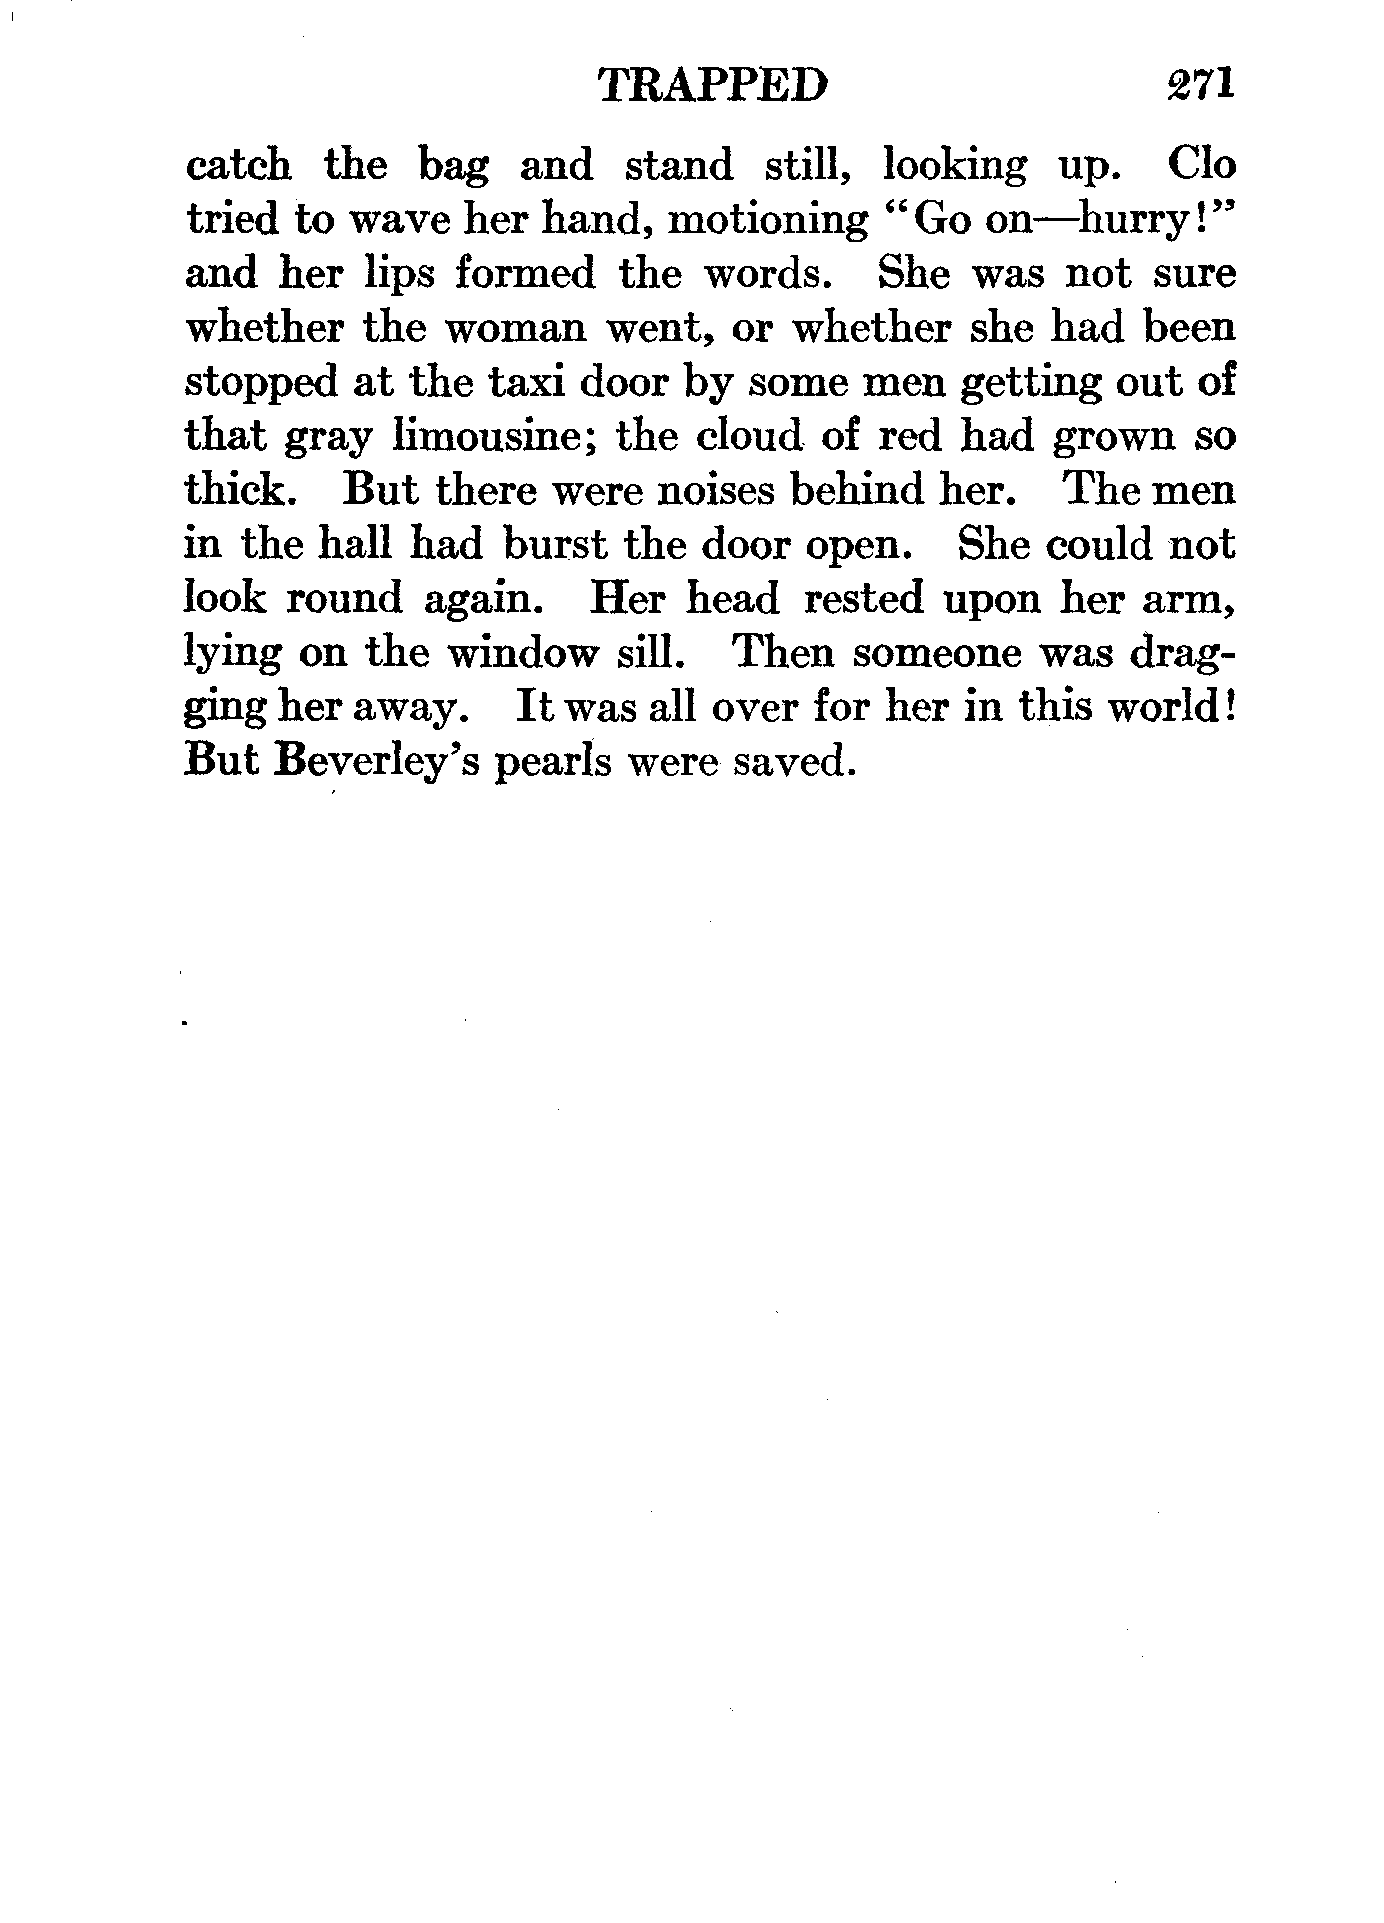 TRAPPED 271
catch the bag and stand still, looking up. Clo
tried to wave her hand, motioning “Go on—hurry!”
and her lips formed the words. She was not sure
whether the woman went, or whether she had been
stopped at the taxi door by some men getting out of
that gray limousine; the cloud of red had grown so
thick. But there were noises behind her. The men
in the hall had burst the door open. She could not
look round again. Her head rested upon her arm,
lying on the window sill. Then someone was drag-
ging her away. It was all over for her in this world!
But Beverley’s pearls were saved.